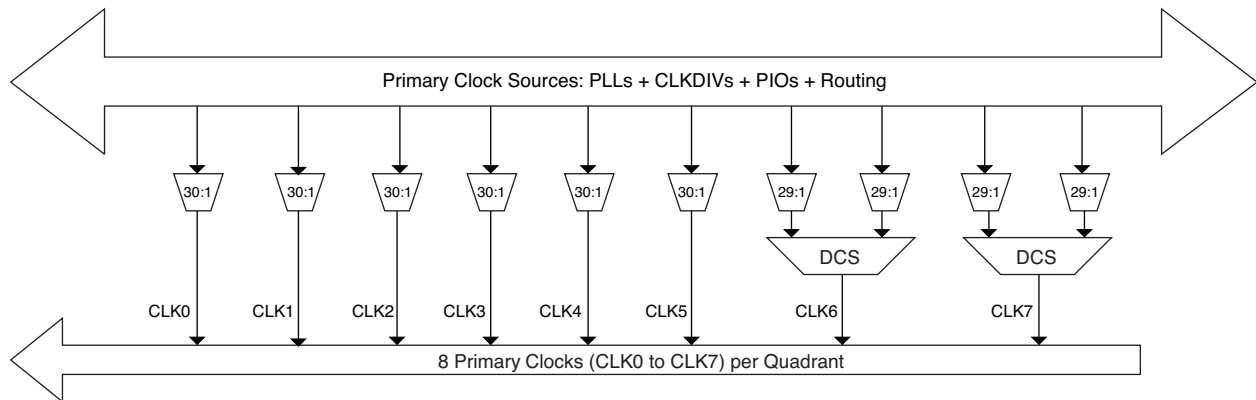 Primary Clock Sources: PLLs + CLKDIVs + PIOs + Routing
30:1
30:1
30:1
30:1
30:1
30:1
29:1
29:1
29:1
29:1
DCS
DCS
CLK0
CLK1
CLK2
CLK3
CLK4
CLK5
CLK6
CLK7
8 Primary Clocks (CLK0 to CLK7) per Quadrant